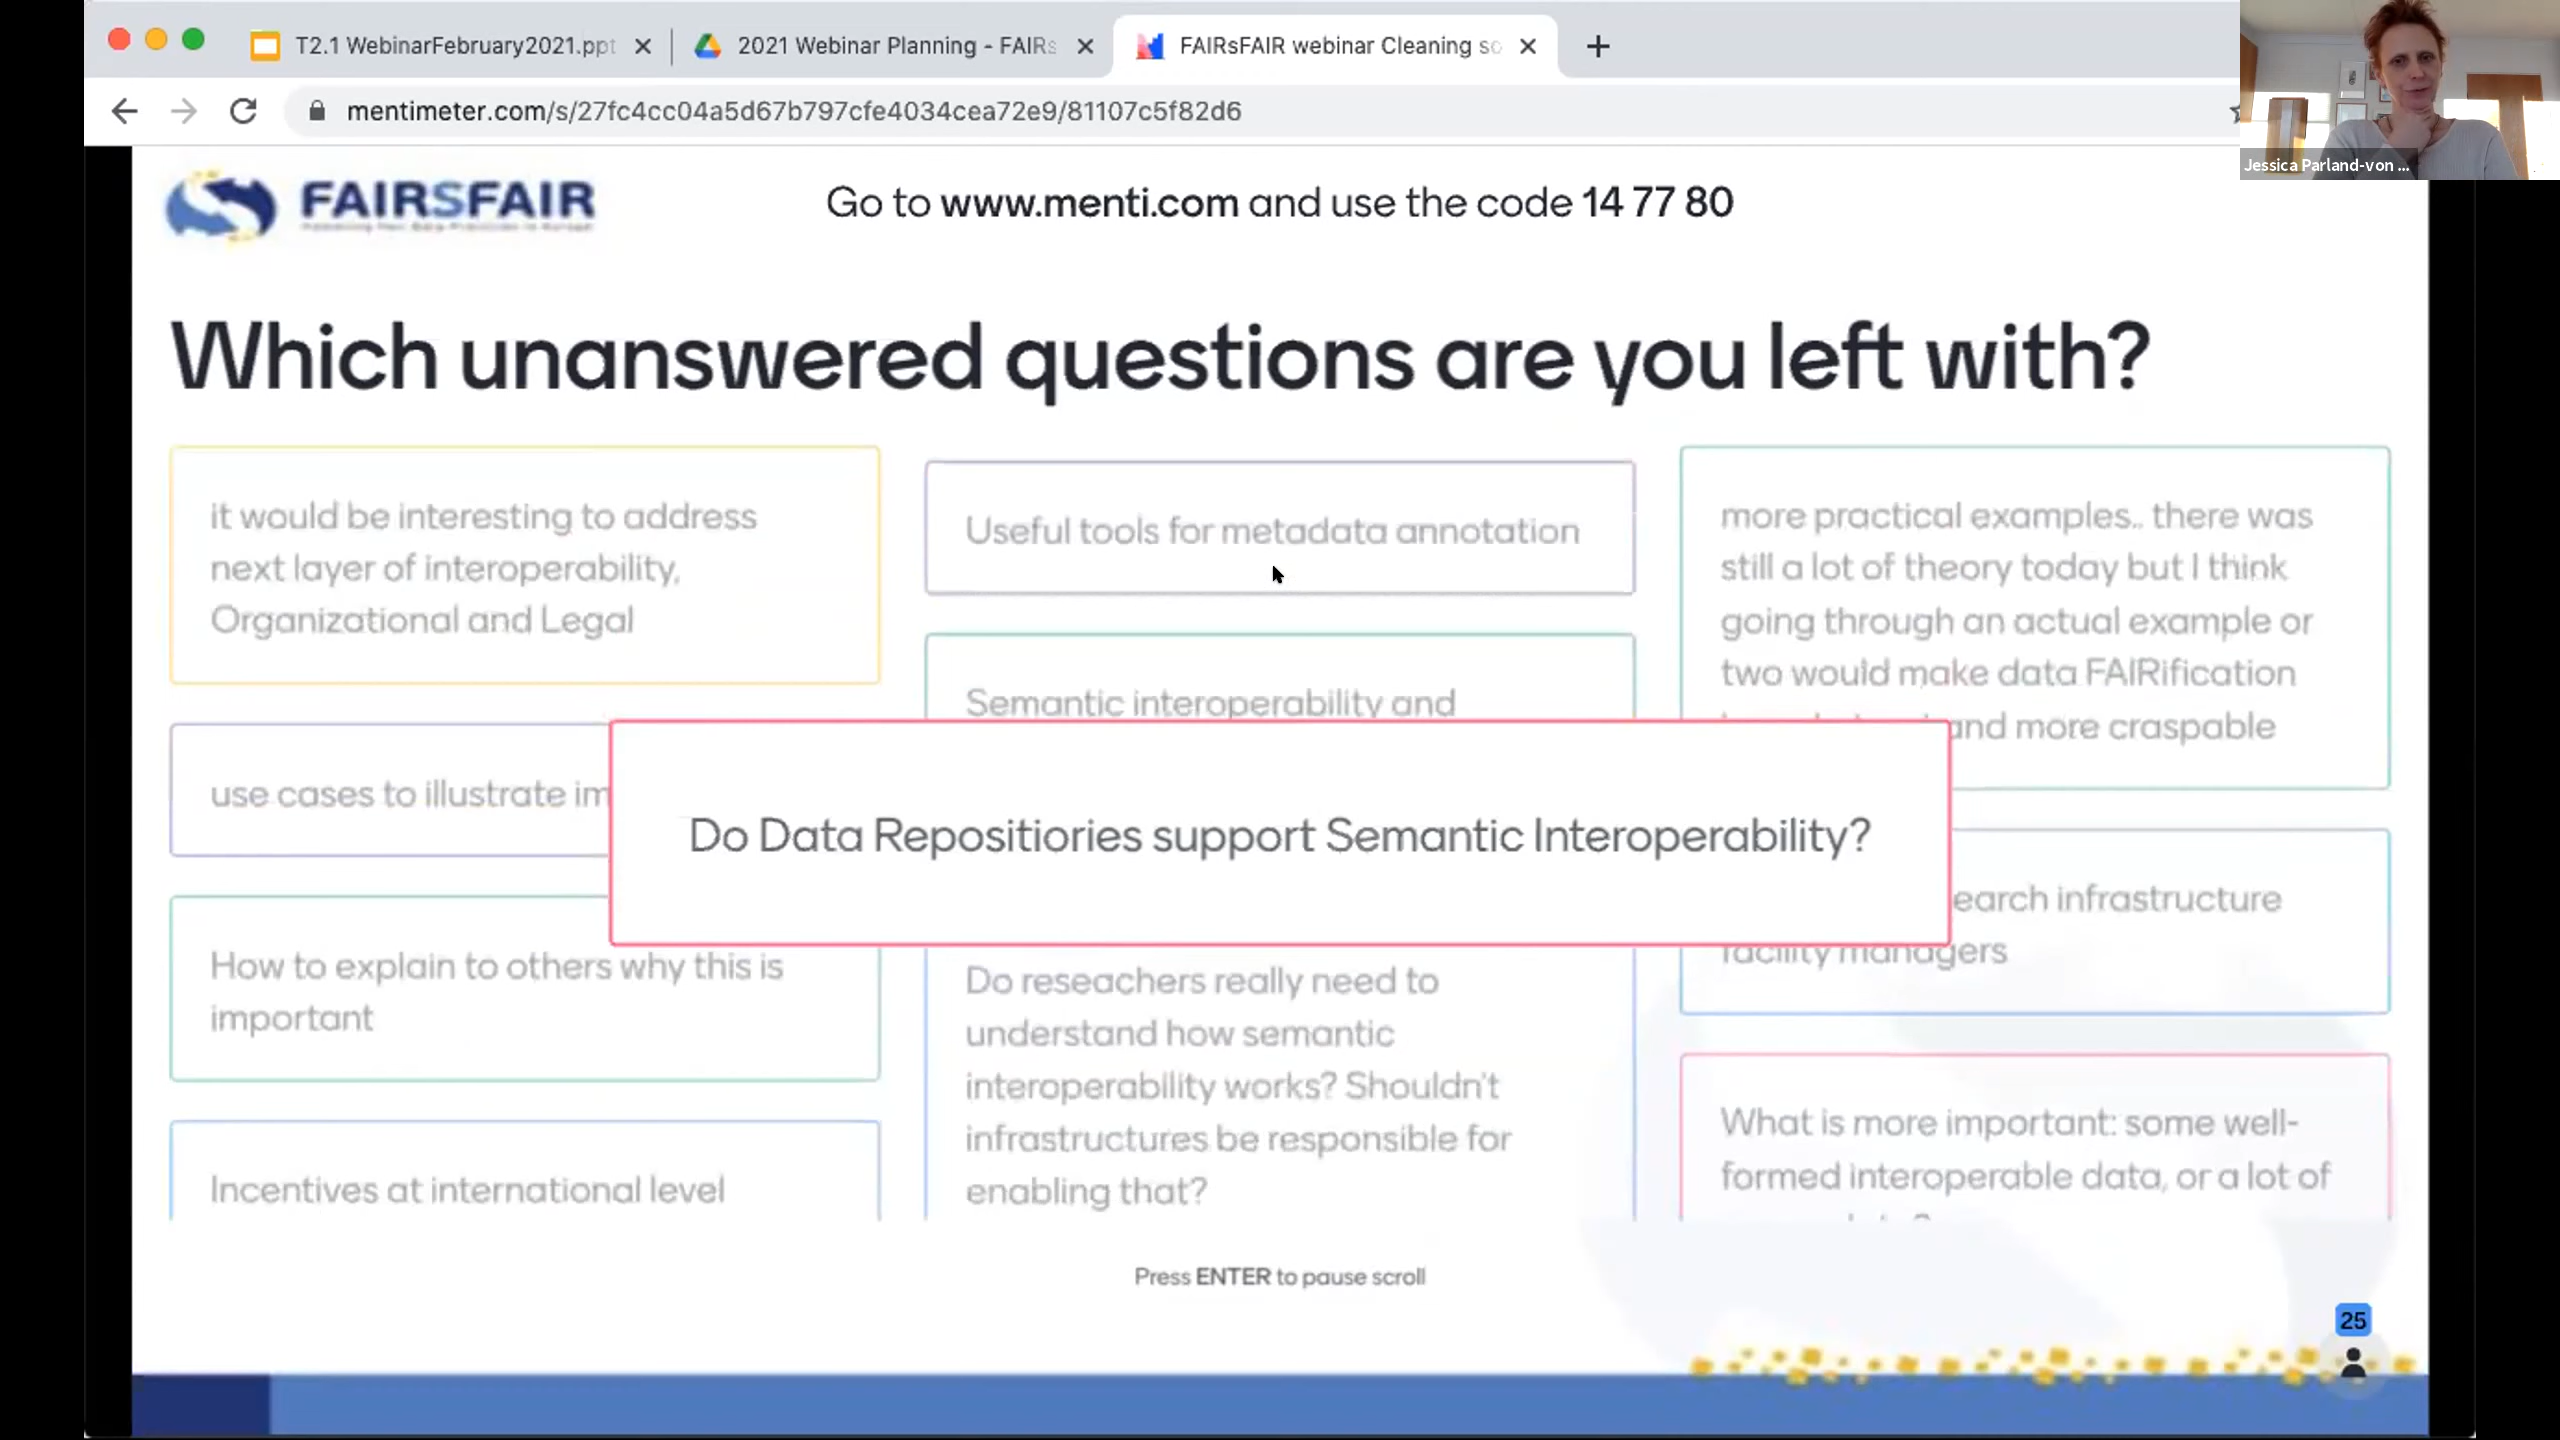 T2.1 WebinarFebruary2021.ppt
2021 Webinar Planning - FAIRs
FAIRsFAIR webinar Cleaning so
mentimeter.com/s/27fc4cc04a5d67b797cfe4034cea72e9/81107c5f82d6
Jessica Parland-von ...
FAIRSFAIR
Go to www.menti.com and use the code 14 77 80
Which unanswered questions are you left with?
it would be interesting to address
next layer of interoperability,
Organizational and Legal
use cases to illustrate
How to explain to others why this is
important
Incentives at international level
Useful tools for metadata annotation
Semantic interoperability and
Do Data Repositiories support Semantic Interoperability?
Do reseachers really need to
understand how semantic
interoperability works? Shouldn't
infrastructures be responsible for
enabling that?
more practical examples.. there was
still a lot of theory today but I think
going through an actual example or
two would make data FAIRification
and more craspable
infrastructure
facility managers
What is more important: some well-
formed interoperable data, or a lot of
Press ENTER to pause scroll
25